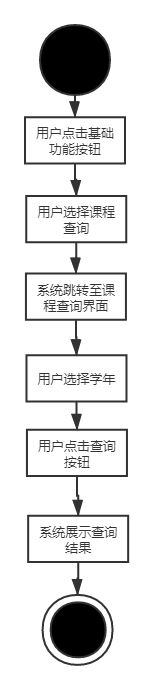 用户点击基础
功能按钮
用户选择课程
查询
系统跳转至课
程查询界面
用户选择学年
用户点击查询
按钮
系统展示查询
结果